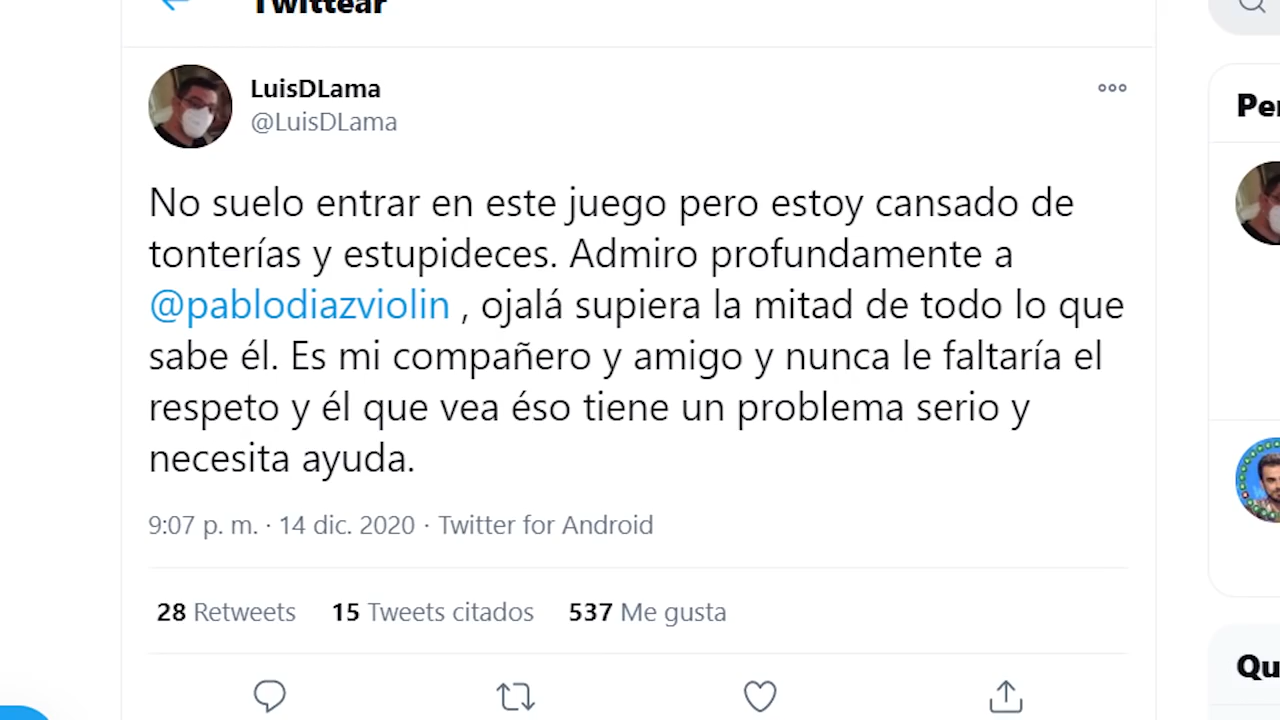 Twittear
LuisDLama
@LuisDLama
No suelo entrar en este juego pero estoy cansado de
tonterías y estupideces. Admiro profundamente a
@pablodiazviolin , ojalá supiera la mitad de todo lo que
sabe él. Es mi compañero y amigo y nunca le faltaría el
respeto y él que vea éso tiene un problema serio y
necesita ayuda.
9:07 p. m. · 14 dic. 2020 · Twitter for Android
28 Retweets 15 Tweets citados 537 Me gusta
Per
Qu